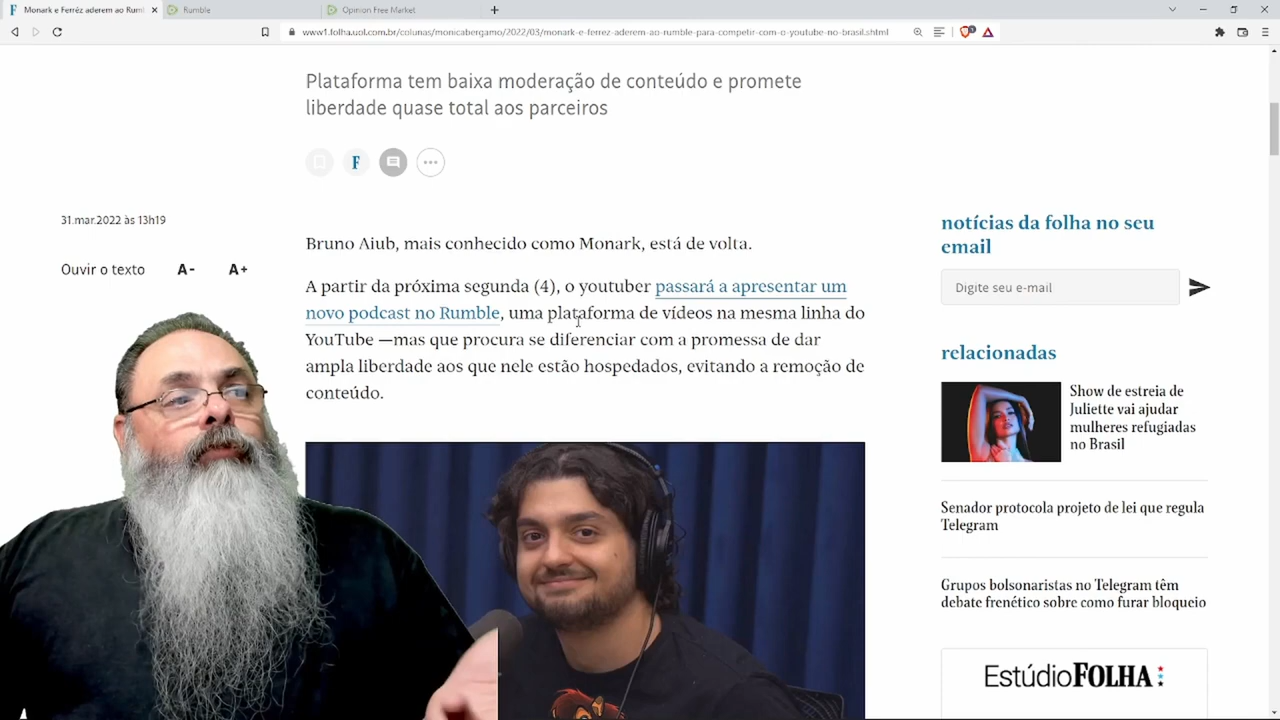 Monark e Ferréz aderem ao Rumb
Rumble
Opinion Free Market
www1.folha.uol.com.br/colunas/monicabergamo/2022/03/monark-e-ferrez-aderem-ao-rumble-para-competir-com-o-youtube-no-brasil.shtml
Plataforma tem baixa moderação de conteúdo e promete
liberdade quase total aos parceiros
F
31.mar.2022 às 13h19
Ouvir o texto A- A+
Bruno Aiub, mais conhecido como Monark, está de volta.
A partir da próxima segunda (4), o youtuber passará a apresentar um
novo podcast no Rumble, uma plataforma de vídeos na mesma linha do
YouTube —mas que procura se diferenciar com a promessa de dar
ampla liberdade aos que nele estão hospedados, evitando a remoção de
conteúdo.
notícias da folha no seu
email
Digite seu e-mail
relacionadas
Show de estreia de
Juliette vai ajudar
mulheres refugiadas
no Brasil
Senador protocola projeto de lei que regula
Telegram
Grupos bolsonaristas no Telegram têm
debate frenético sobre como furar bloqueio
Estúdio FOLHA